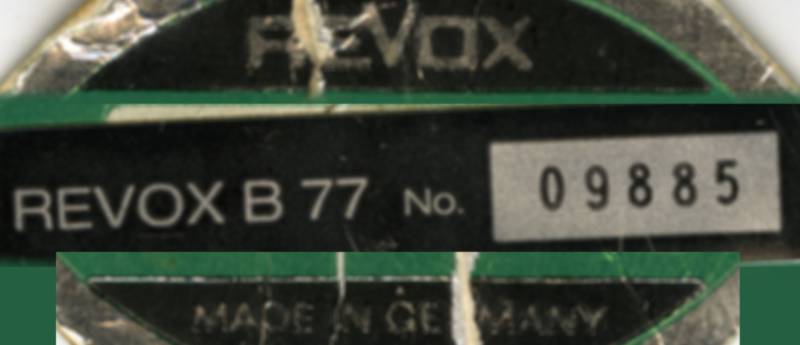 REVOX
REVOX B 77 No. 09885
MADE IN GERMANY